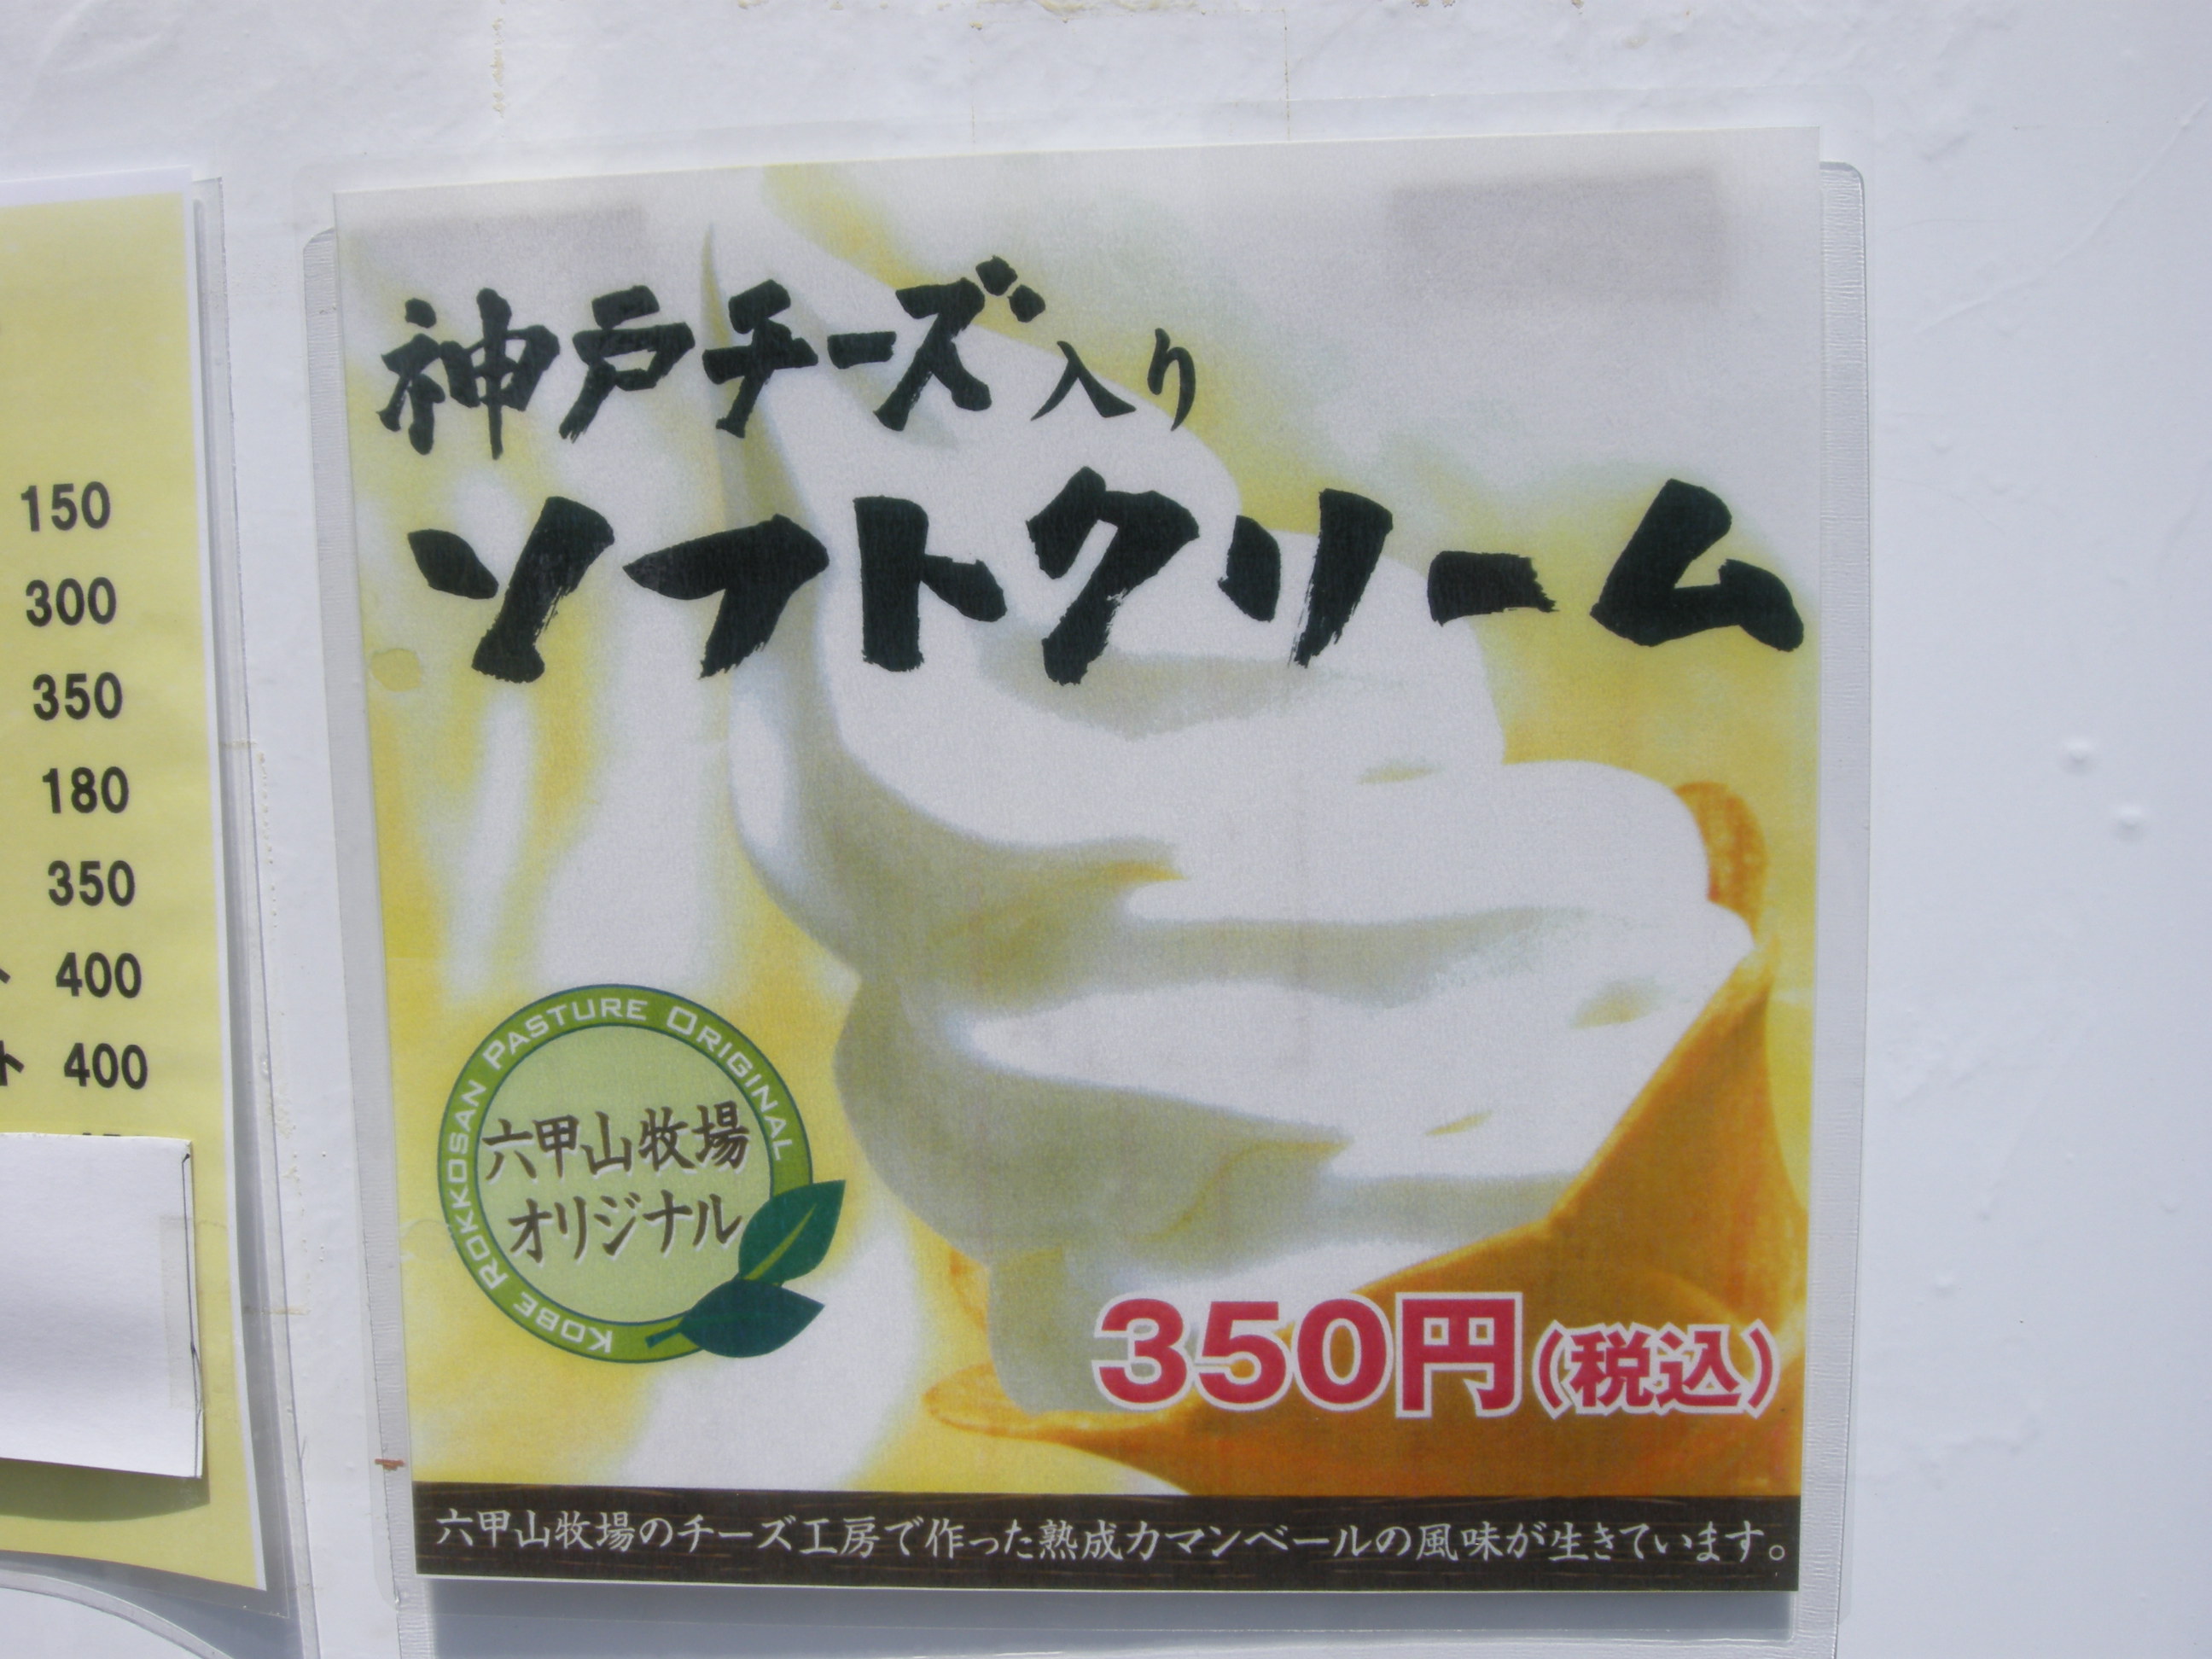 150
300
350
180
350
400
ト 400
神戸チーズ入り
ソフトクリーム
KOBE ROKKOSAN PASTURE ORIGINAL
六甲山牧場
オリジナル
350円(税込)
六甲山牧場のチーズ工房で作った熟成カマンベールの風味が生きています。